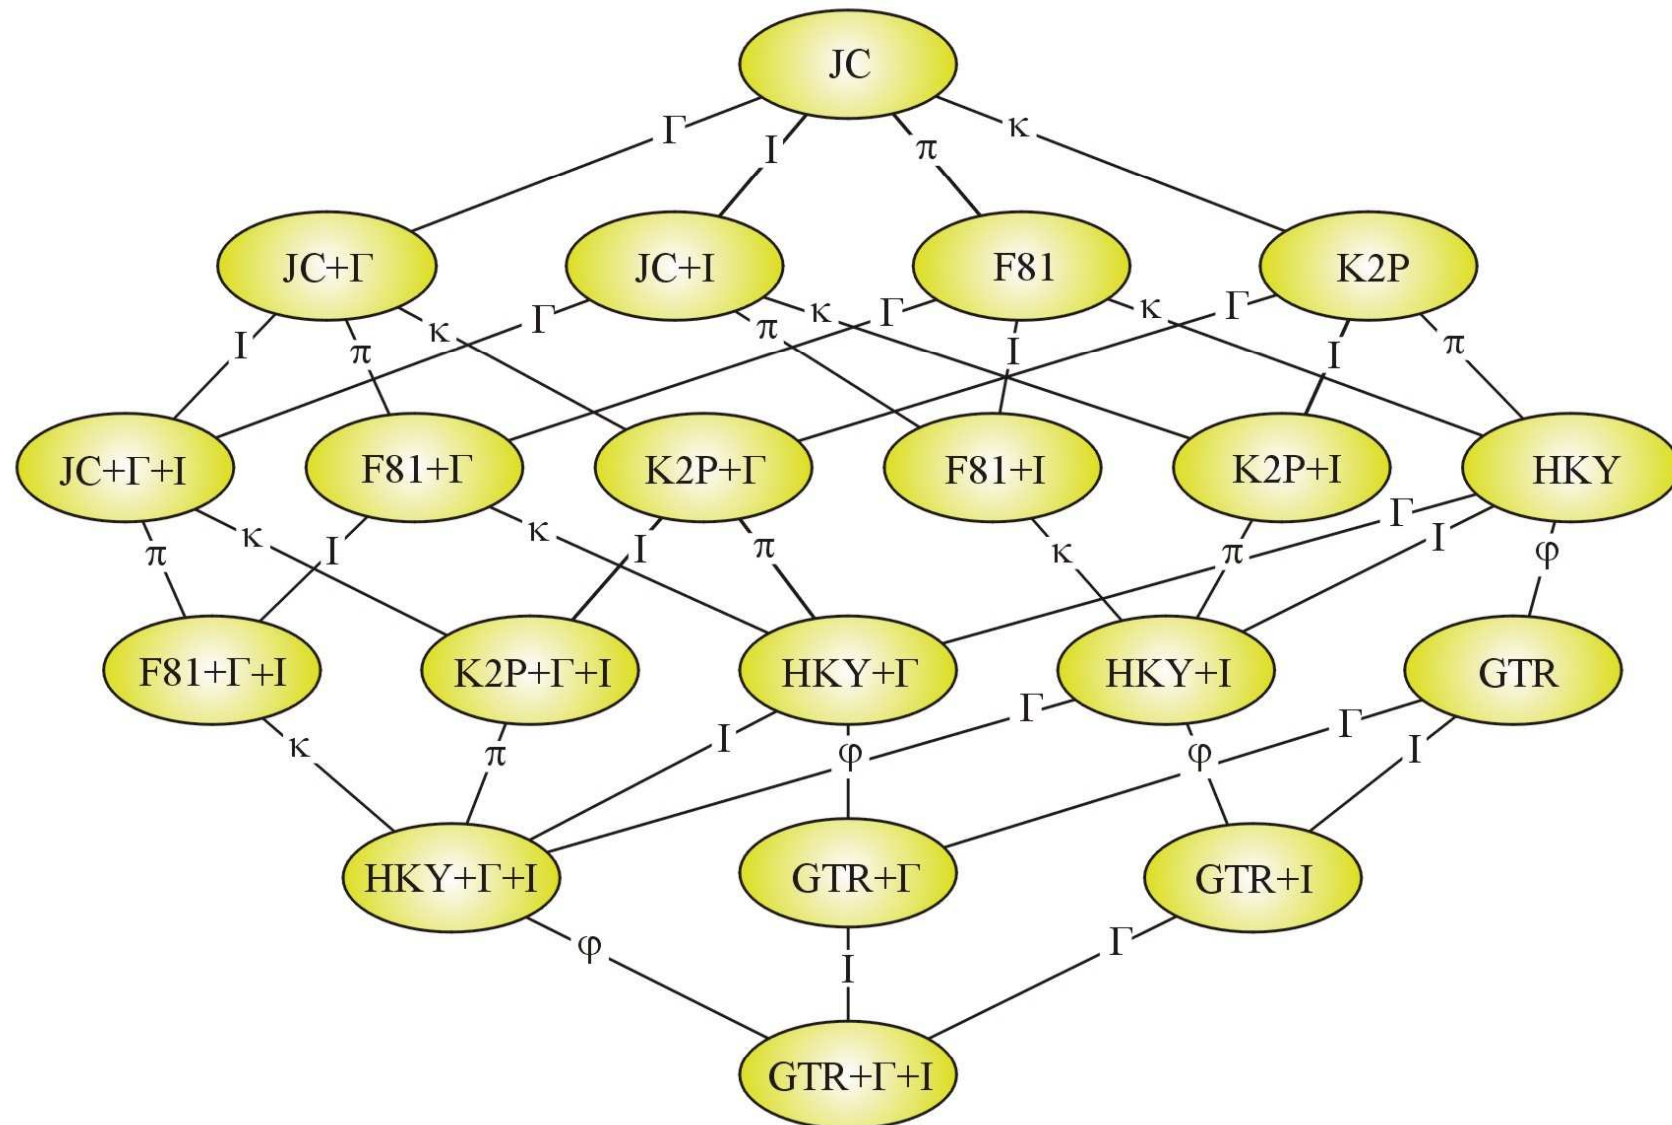 JC
Γ
I
π
κ
JC+Γ
JC+I
F81
K2P
I
π
κ
Γ
π
κ
Γ
I
κ
Γ
I
π
JC+Γ+I
F81+Γ
K2P+Γ
F81+I
K2P+I
HKY
π
κ
I
κ
I
π
κ
π
Γ
I
φ
F81+Γ+I
K2P+Γ+I
HKY+Γ
HKY+I
GTR
κ
π
I
φ
Γ
φ
Γ
I
HKY+Γ+I
GTR+Γ
GTR+I
φ
I
Γ
GTR+Γ+I